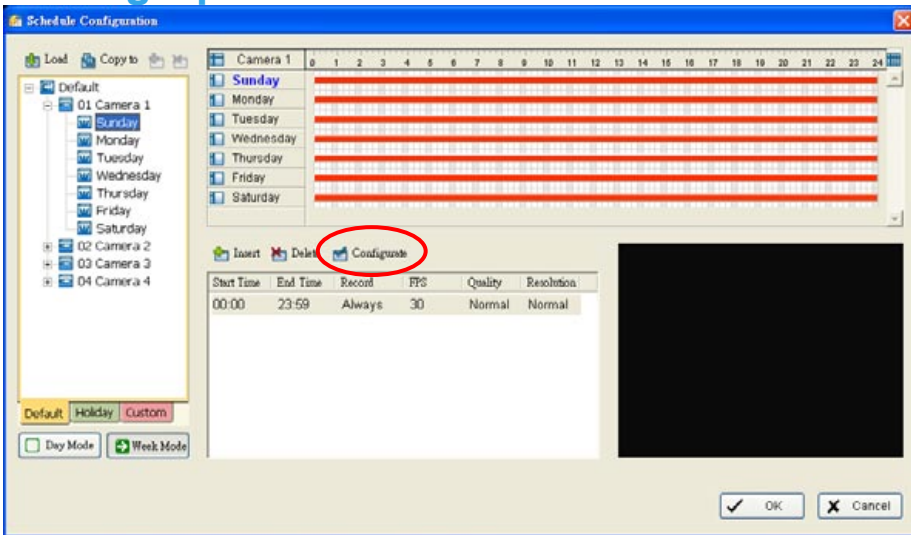 Schedule Configuration
Load Copy to
Default
01 Camera 1
Sunday
Monday
Tuesday
Wednesday
Thursday
Friday
Saturday
02 Camera 2
03 Camera 3
04 Camera 4
Default Holiday Custom
Day Mode Week Mode
Camera 1 0 1 2 3 4 5 6 7 8 9 10 11 12 13 14 15 16 17 18 19 20 21 22 23 24
Sunday
Monday
Tuesday
Wednesday
Thursday
Friday
Saturday
Insert Delete Configurate
Start Time End Time Record FPS Quality Resolution
00:00 23:59 Always 30 Normal Normal
OK Cancel